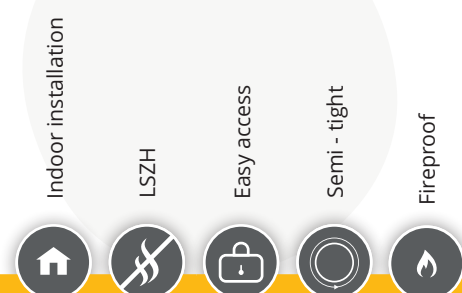 Indoor installation
LSZH
Easy access
Semi - tight
Fireproof